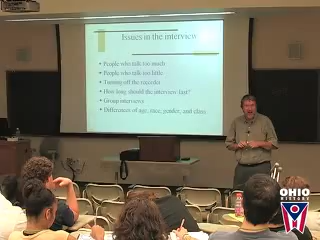 Issues in the interview
People who talk too much
People who talk too little
Turning off the recorder
How long should the interview last?
Group interviews
Differences of age, race, gender, and class
OHIO
HISTORY